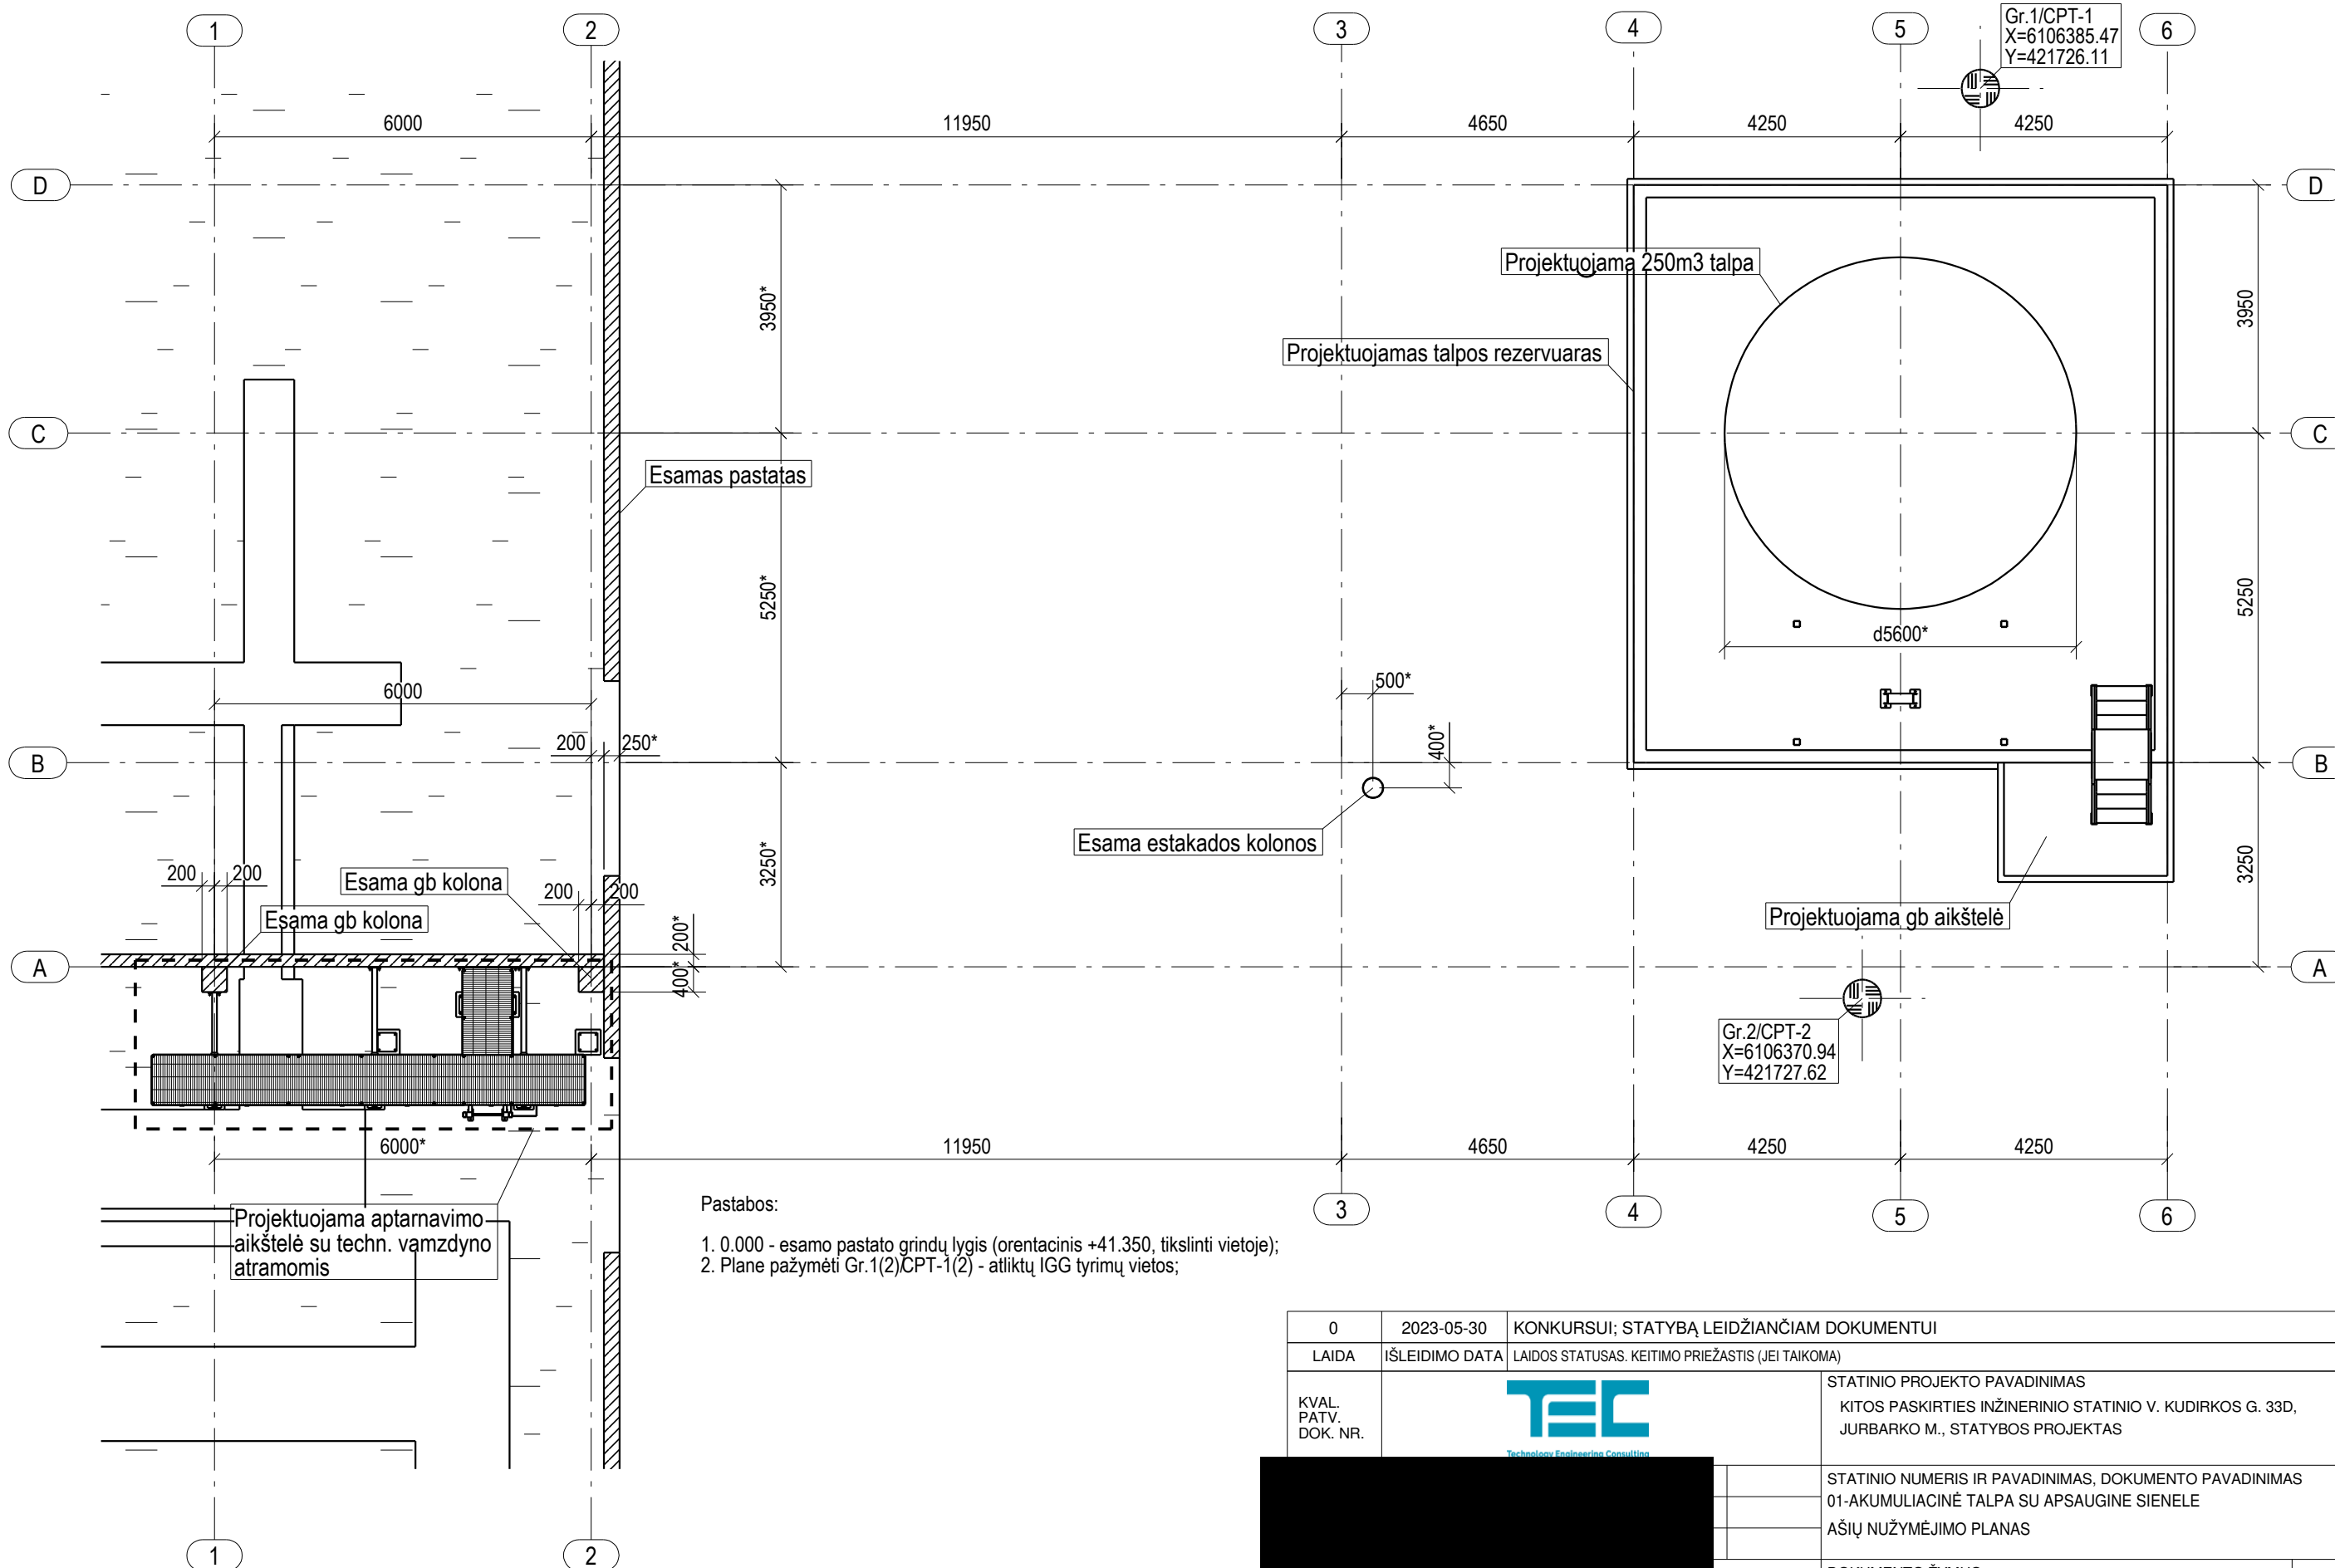 1
2
3
4
5
6
Gr.1/CPT-1
X=6106385.47
Y=421726.11
6000
11950
4650
4250
4250
D
D
Projektuojama 250m3 talpa
3950*
3950
Projektuojamas talpos rezervuaras
C
C
Esamas pastatas
5250*
5250
d5600*
6000
500*
200
250*
400*
B
B
Esama estakados kolonos
3250*
3250
200
200
Esama gb kolona
200
200
Esama gb kolona
Projektuojama gb aikštelė
200*
A
A
400*
Gr.2/CPT-2
X=6106370.94
Y=421727.62
6000*
11950
4650
4250
4250
3
4
5
6
Projektuojama aptarnavimo
aikštelė su techn. vamzdyno
atramomis
Pastabos:
1. 0.000 - esamo pastato grindų lygis (orentacinis +41.350, tikslinti vietoje);
2. Plane pažymėti Gr.1(2)/CPT-1(2) - atliktų IGG tyrimų vietos;
0 2023-05-30 KONKURSUI; STATYBĄ LEIDŽIANČIAM DOKUMENTUI
LAIDA IŠLEIDIMO DATA LAIDOS STATUSAS. KEITIMO PRIEŽASTIS (JEI TAIKOMA)
KVAL.
PATV.
DOK. NR.
TEC
Technology Engineering Consulting
STATINIO PROJEKTO PAVADINIMAS
KITOS PASKIRTIES INŽINERINIO STATINIO V. KUDIRKOS G. 33D,
JURBARKO M., STATYBOS PROJEKTAS
STATINIO NUMERIS IR PAVADINIMAS, DOKUMENTO PAVADINIMAS
01-AKUMULIACINĖ TALPA SU APSAUGINE SIENELE
AŠIŲ NUŽYMĖJIMO PLANAS
1
2